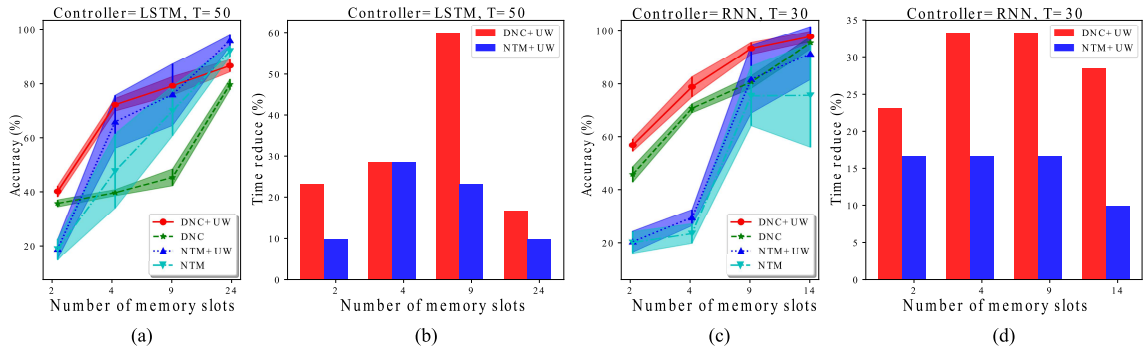 Controller=LSTM, T=50
100
80
60
40
20
Accuracy (%)
DNC+UW
DNC
NTM+UW
NTM
2 4 9 24
Number of memory slots
(a)
Controller=LSTM, T=50
60
50
40
30
20
10
0
Time reduce (%)
DNC+UW
NTM+UW
2 4 9 24
Number of memory slots
(b)
Controller=RNN, T=30
100
80
60
40
20
Accuracy (%)
DNC+UW
DNC
NTM+UW
NTM
2 4 9 14
Number of memory slots
(c)
Controller=RNN, T=30
35
30
25
20
15
10
5
0
Time reduce (%)
DNC+UW
NTM+UW
2 4 9 14
Number of memory slots
(d)